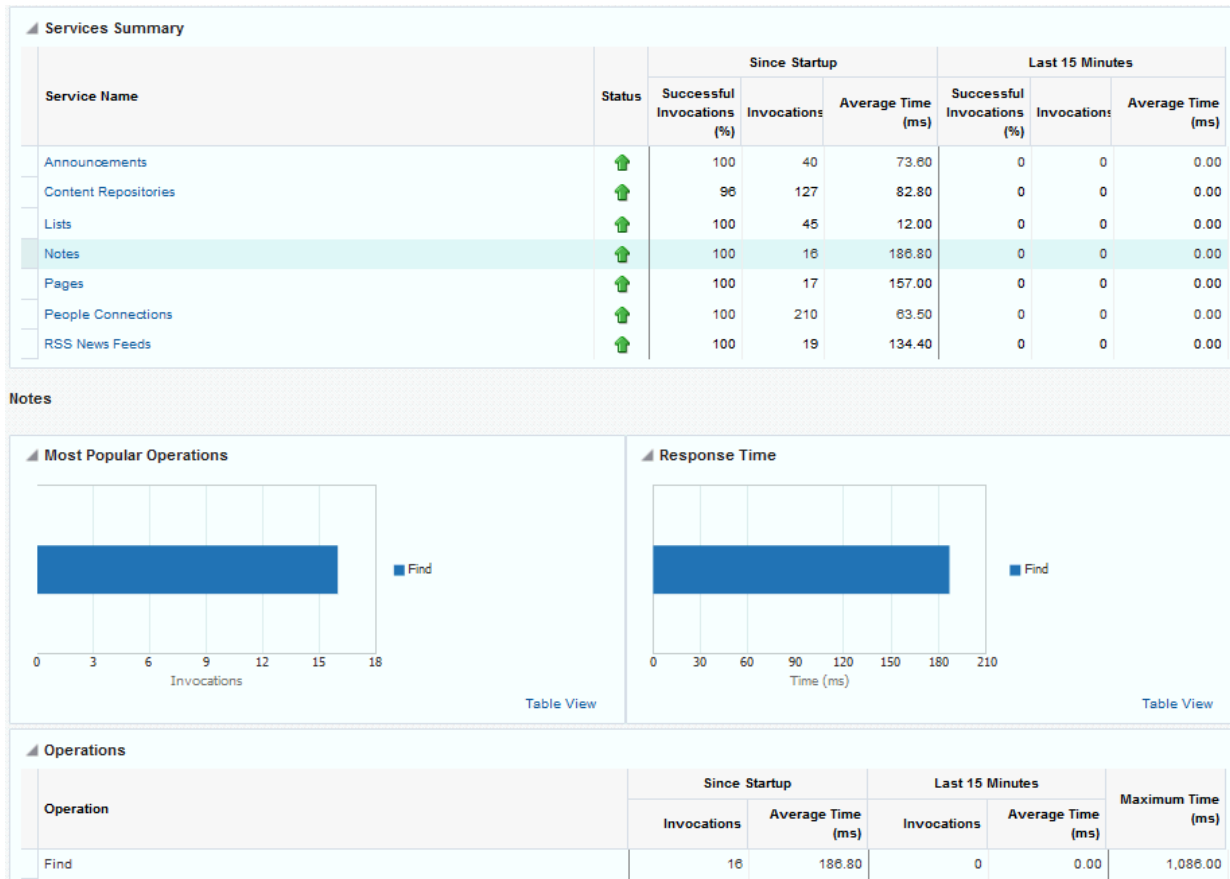 Services Summary
Service Name Status Since Startup Last 15 Minutes
Successful Invocations (%) Invocations Average Time (ms) Successful Invocations (%) Invocations Average Time (ms)
Announcements 100 40 73.60 0 0 0.00
Content Repositories 96 127 82.80 0 0 0.00
Lists 100 45 12.00 0 0 0.00
Notes 100 16 186.80 0 0 0.00
Pages 100 17 157.00 0 0 0.00
People Connections 100 210 63.50 0 0 0.00
RSS News Feeds 100 19 134.40 0 0 0.00
Notes
Most Popular Operations
Find
0 3 6 9 12 15 18
Invocations
Table View
Response Time
Find
0 30 60 90 120 150 180 210
Time (ms)
Table View
Operations
Operation Since Startup Last 15 Minutes Maximum Time (ms)
Invocations Average Time (ms) Invocations Average Time (ms)
Find 16 186.80 0 0.00 1,086.00